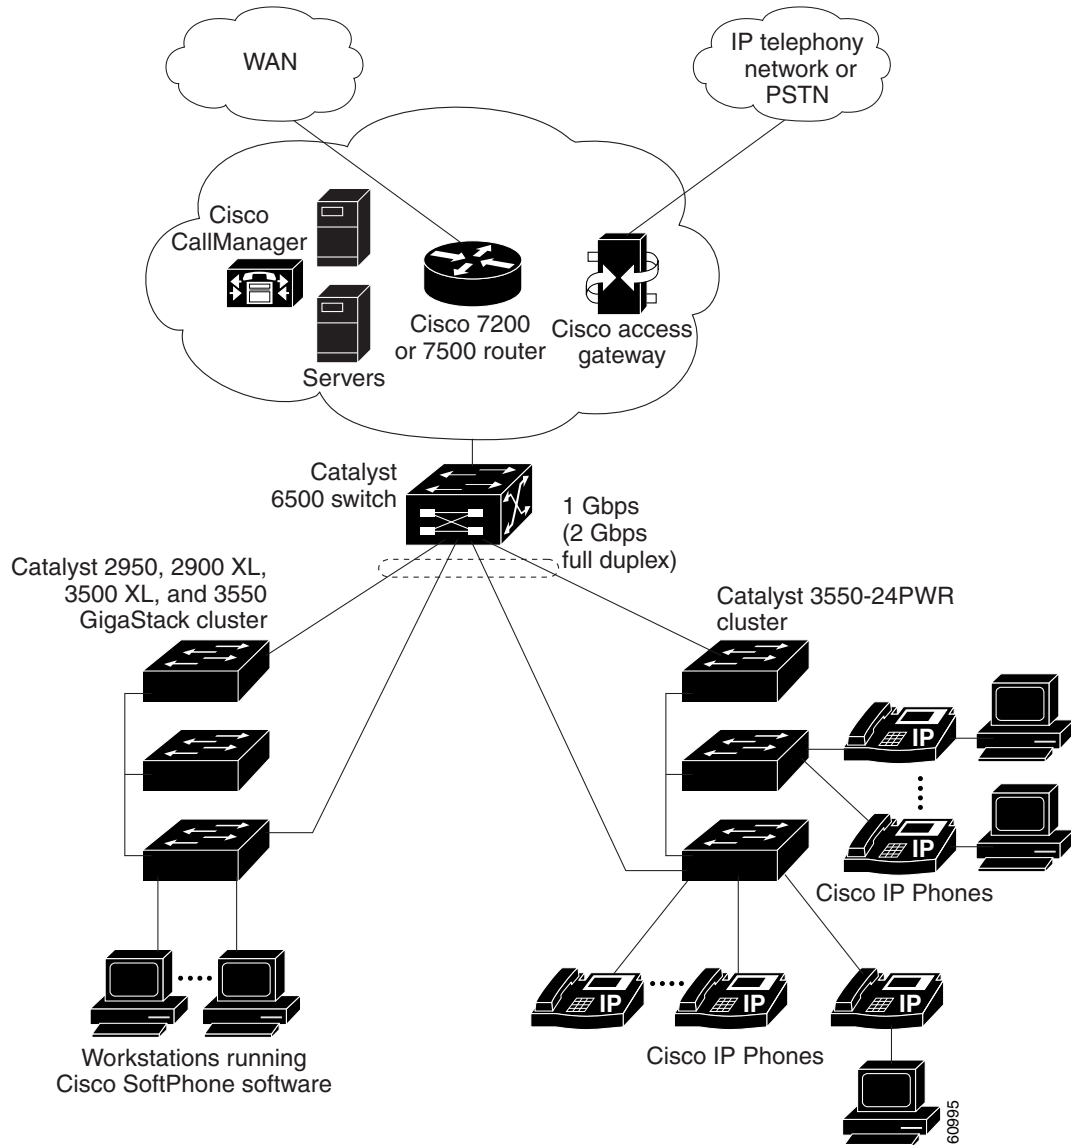 WAN
IP telephony
network or
PSTN
Cisco
CallManager
Servers
Cisco 7200
or 7500 router
Cisco access
gateway
Catalyst
6500 switch
1 Gbps
(2 Gbps
full duplex)
Catalyst 2950, 2900 XL,
3500 XL, and 3550
GigaStack cluster
Catalyst 3550-24PWR
cluster
IP
IP
Cisco IP Phones
IP
IP
IP
Cisco IP Phones
Workstations running
Cisco SoftPhone software
60995